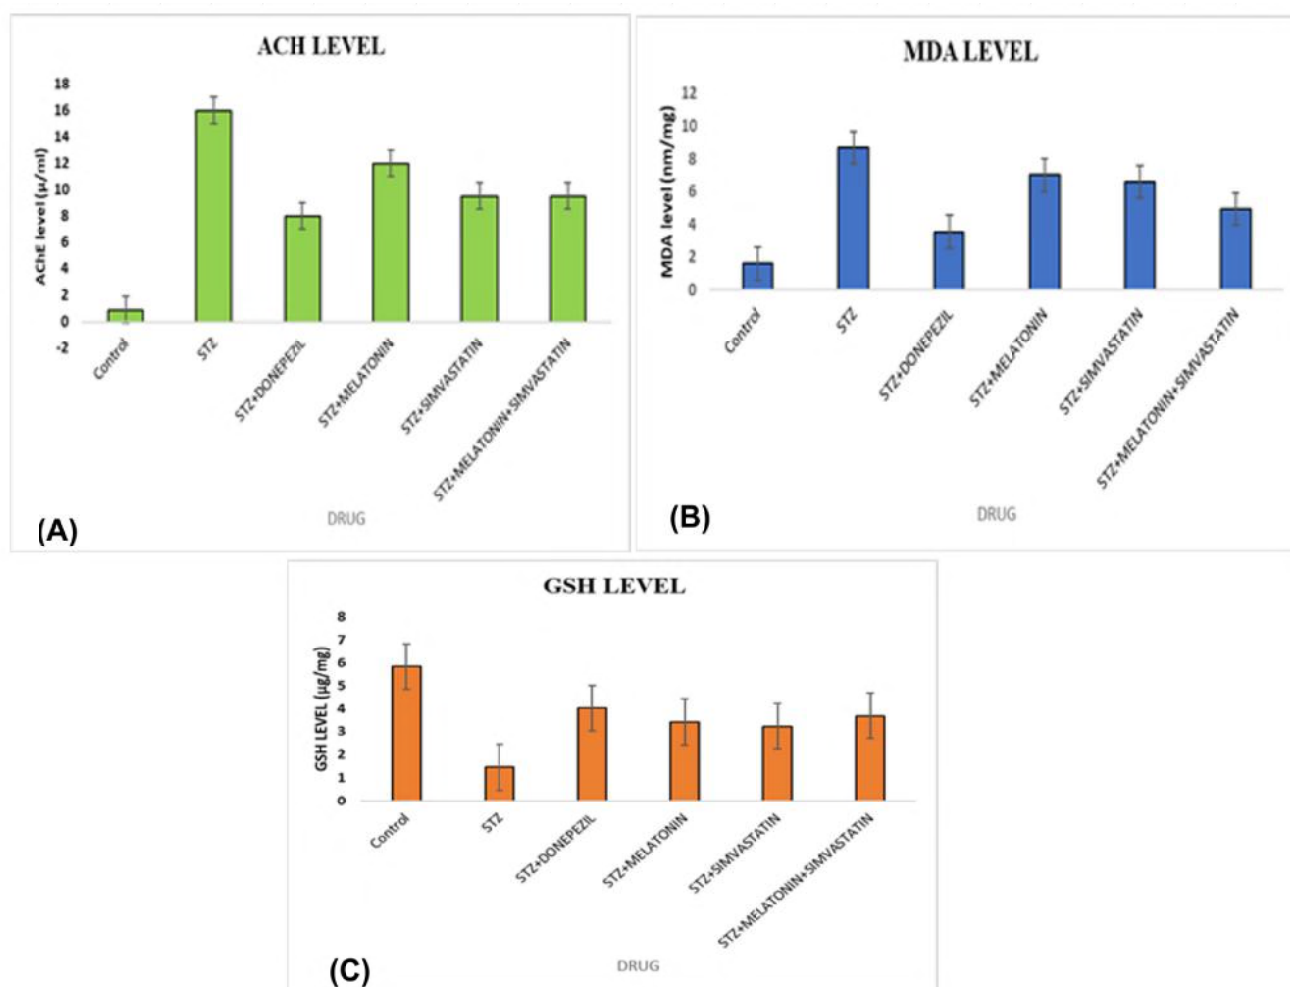 ACH LEVEL
AChE level (µ/ml)
18
16
14
12
10
8
6
4
2
0
-2
Control
STZ
STZ+DONEPEZIL
STZ+MELATONIN
STZ+SIMVASTATIN
STZ+MELATONIN+SIMVASTATIN
DRUG
(A)
MDA LEVEL
MDA level (nm/mg)
12
10
8
6
4
2
0
Control
STZ
STZ+DONEPEZIL
STZ+MELATONIN
STZ+SIMVASTATIN
STZ+MELATONIN+SIMVASTATIN
DRUG
(B)
GSH LEVEL
GSH LEVEL (µg/mg)
8
7
6
5
4
3
2
1
0
Control
STZ
STZ+DONEPEZIL
STZ+MELATONIN
STZ+SIMVASTATIN
STZ+MELATONIN+SIMVASTATIN
DRUG
(C)